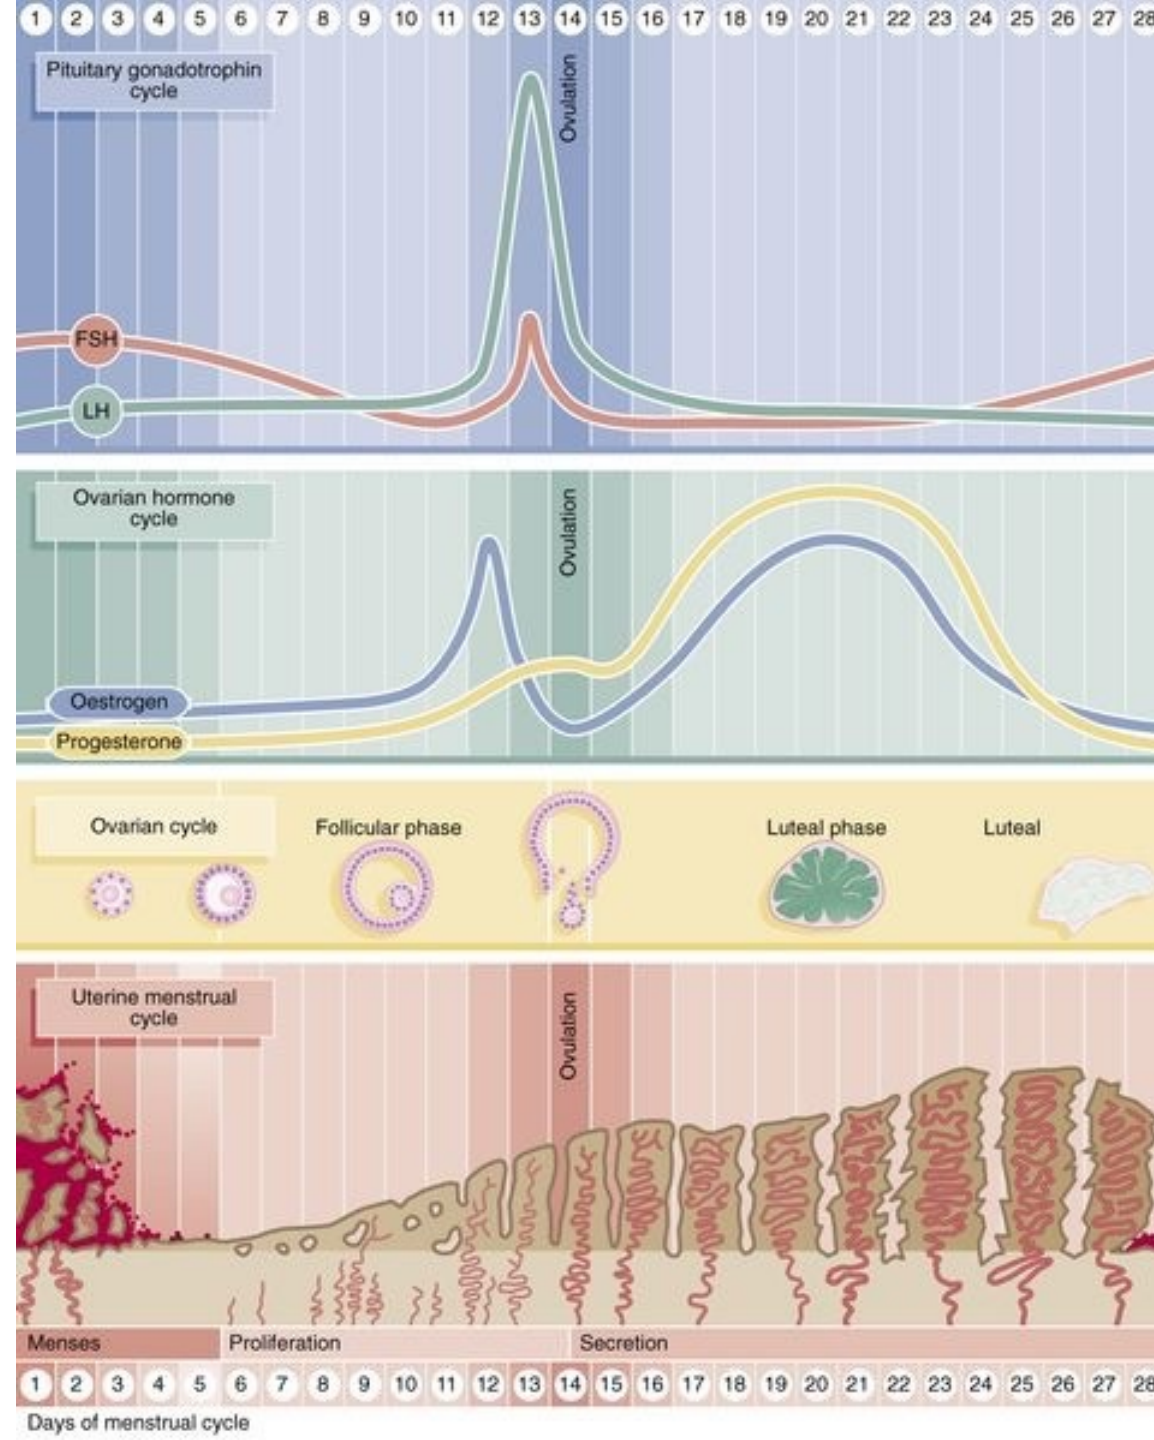 1 2 3 4 5 6 7 8 9 10 11 12 13 14 15 16 17 18 19 20 21 22 23 24 25 26 27 28
Pituitary gonadotrophin
cycle
Ovulation
FSH
LH
Ovarian hormone
cycle
Ovulation
Oestrogen
Progesterone
Ovarian cycle
Follicular phase
Luteal phase
Luteal
Uterine menstrual
cycle
Ovulation
Menses
Proliferation
Secretion
1 2 3 4 5 6 7 8 9 10 11 12 13 14 15 16 17 18 19 20 21 22 23 24 25 26 27 28
Days of menstrual cycle